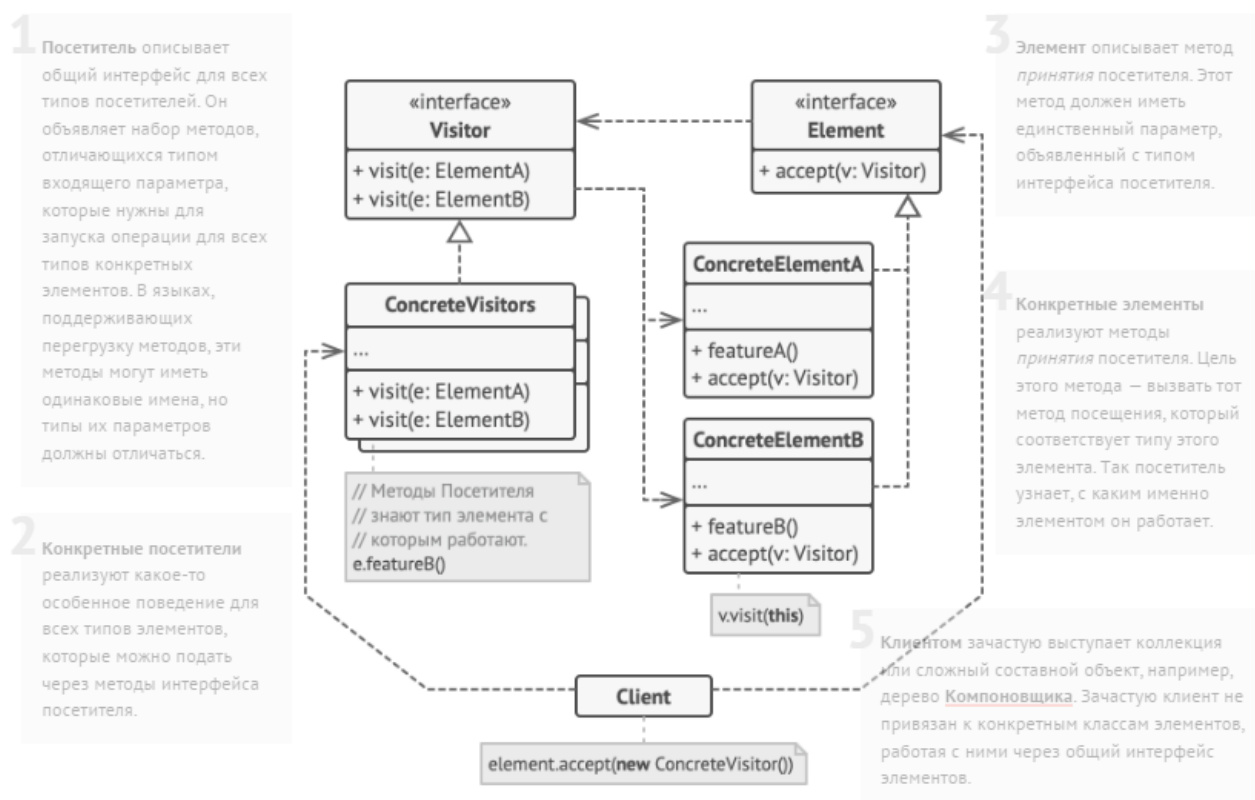 1
Посетитель описывает
общий интерфейс для всех
типов посетителей. Он
объявляет набор методов,
отличающихся типом
входящего параметра,
которые нужны для
запуска операции для всех
типов конкретных
элементов. В языках,
поддерживающих
перегрузку методов, эти
методы могут иметь
одинаковые имена, но
типы их параметров
должны отличаться.
2
Конкретные посетители
реализуют какое-то
особенное поведение для
всех типов элементов,
которые можно подать
через методы интерфейса
посетителя.
«interface»
Visitor
+ visit(e: ElementA)
+ visit(e: ElementB)
ConcreteVisitors
...
+ visit(e: ElementA)
+ visit(e: ElementB)
// Методы Посетителя
// знают тип элемента с
// которым работают.
e.featureB()
«interface»
Element
+ accept(v: Visitor)
ConcreteElementA
...
+ featureA()
+ accept(v: Visitor)
ConcreteElementB
...
+ featureB()
+ accept(v: Visitor)
v.visit(this)
Client
element.accept(new ConcreteVisitor())
3
Элемент описывает метод
принятия посетителя. Этот
метод должен иметь
единственный параметр,
объявленный с типом
интерфейса посетителя.
4
Конкретные элементы
реализуют методы
принятия посетителя. Цель
этого метода — вызвать тот
метод посещения, который
соответствует типу этого
элемента. Так посетитель
узнает, с каким именно
элементом он работает.
5
Клиентом зачастую выступает коллекция
или сложный составной объект, например,
дерево Компоновщика. Зачастую клиент не
привязан к конкретным классам элементов,
работая с ними через общий интерфейс
элементов.